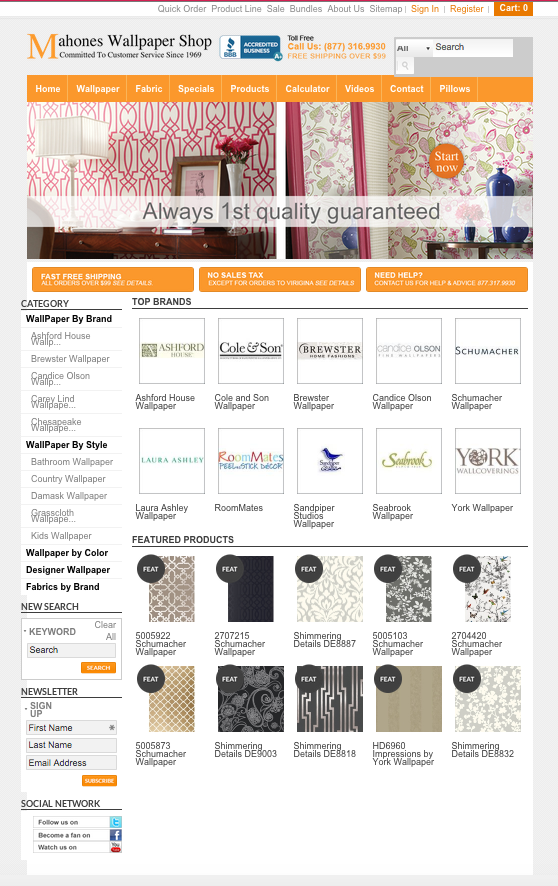 Quick Order Product Line Sale Bundles About Us Sitemap | Sign In | Register | Cart: 0
Mahones Wallpaper Shop
Committed To Customer Service Since 1969
BBB ACCREDITED BUSINESS A+
Toll Free
Call Us: (877) 316.9930
FREE SHIPPING OVER $99
All Search
Home Wallpaper Fabric Specials Products Calculator Videos Contact Pillows
Start now
Always 1st quality guaranteed
FAST FREE SHIPPING
ALL ORDERS OVER $99 SEE DETAILS.
NO SALES TAX
EXCEPT FOR ORDERS TO VIRIGINA SEE DETAILS
NEED HELP?
CONTACT US FOR HELP & ADVICE 877.317.9930
CATEGORY
WallPaper By Brand
Ashford House
Wallp...
Brewster Wallpaper
Candice Olson
Wallp...
Carey Lind
Wallpape...
Chesapeake
Wallpape...
WallPaper By Style
Bathroom Wallpaper
Country Wallpaper
Damask Wallpaper
Grasscloth
Wallpape...
Kids Wallpaper
Wallpaper by Color
Designer Wallpaper
Fabrics by Brand
NEW SEARCH
Clear All
KEYWORD
Search
SEARCH
NEWSLETTER
SIGN UP
First Name
Last Name
Email Address
SUBSCRIBE
SOCIAL NETWORK
Follow us on
Become a fan on
Watch us on
You Tube
TOP BRANDS
ASHFORD HOUSE
Cole & Son
BREWSTER HOME FASHIONS
candice OLSON FINE WALLPAPERS
SCHUMACHER
Ashford House Wallpaper
Cole and Son Wallpaper
Brewster Wallpaper
Candice Olson Wallpaper
Schumacher Wallpaper
LAURA ASHLEY
RoomMates PEEL & STICK DÉCOR
Sandpiper Studios
Seabrook
YORK WALLCOVERINGS
Laura Ashley Wallpaper
RoomMates
Sandpiper Studios Wallpaper
Seabrook Wallpaper
York Wallpaper
FEATURED PRODUCTS
FEAT FEAT FEAT FEAT FEAT
5005922 Schumacher Wallpaper
2707215 Schumacher Wallpaper
Shimmering Details DE8887
5005103 Schumacher Wallpaper
2704420 Schumacher Wallpaper
FEAT FEAT FEAT FEAT FEAT
5005873 Schumacher Wallpaper
Shimmering Details DE9003
Shimmering Details DE8818
HD6960 Impressions by York Wallpaper
Shimmering Details DE8832